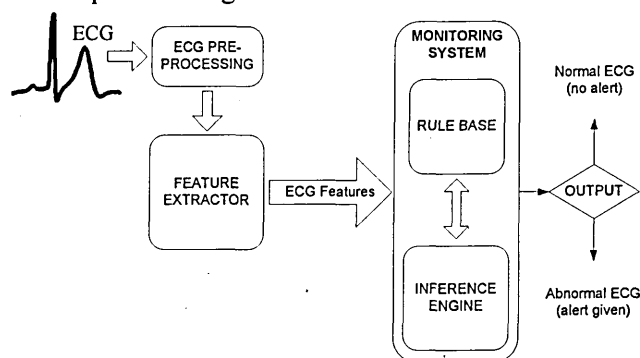 ECG
ECG PRE-
PROCESSING
FEATURE
EXTRACTOR
ECG Features
MONITORING
SYSTEM
RULE BASE
INFERENCE
ENGINE
OUTPUT
Normal ECG
(no alert)
Abnormal ECG
(alert given)